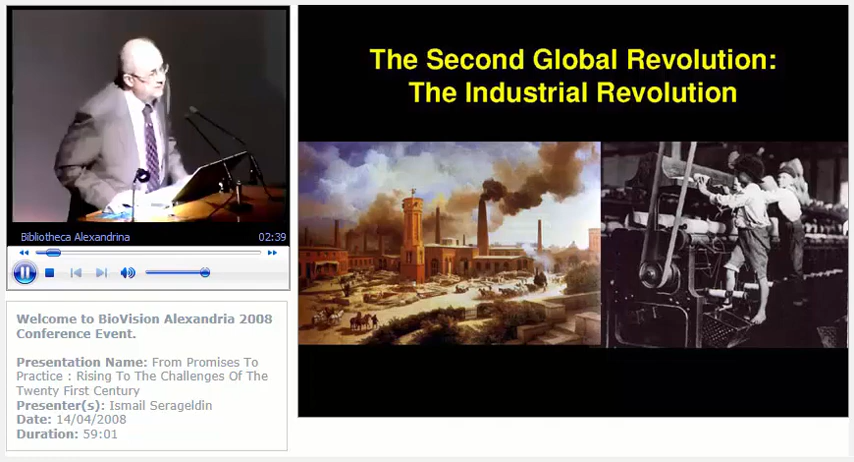 The Second Global Revolution:
The Industrial Revolution
Bibliotheca Alexandrina 02:39
Welcome to BioVision Alexandria 2008
Conference Event.
Presentation Name: From Promises To
Practice : Rising To The Challenges Of The
Twenty First Century
Presenter(s): Ismail Serageldin
Date: 14/04/2008
Duration: 59:01